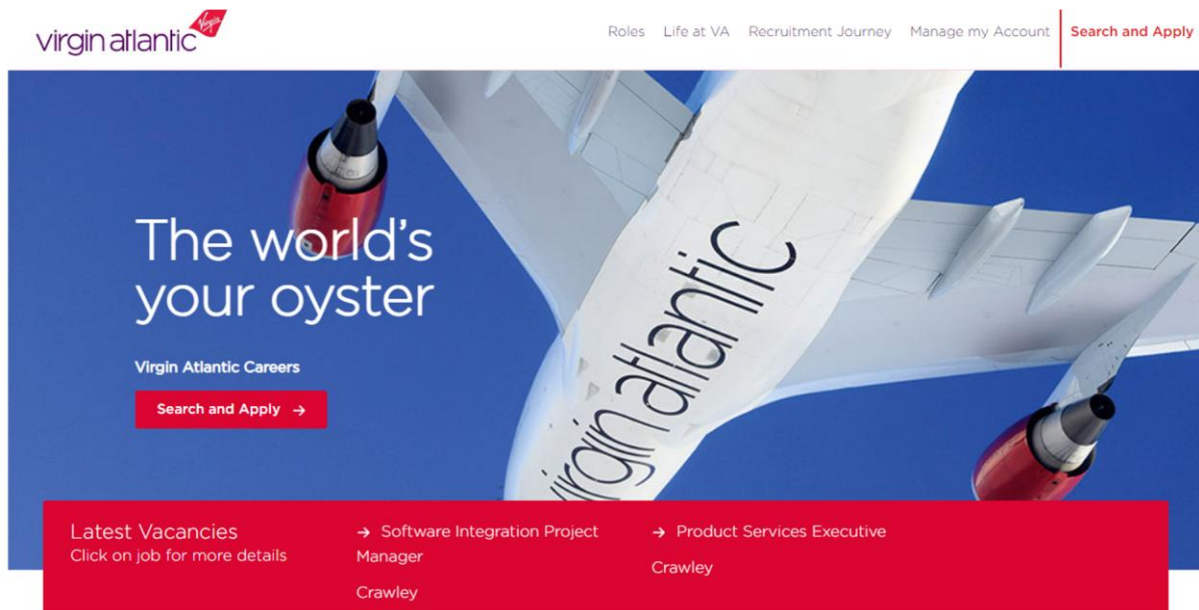 Virgin
virgin atlantic
Roles Life at VA Recruitment Journey Manage my Account Search and Apply
The world's
your oyster
Virgin Atlantic Careers
Search and Apply →
virgin atlantic
Latest Vacancies
Click on job for more details
→ Software Integration Project
Manager
Crawley
→ Product Services Executive
Crawley